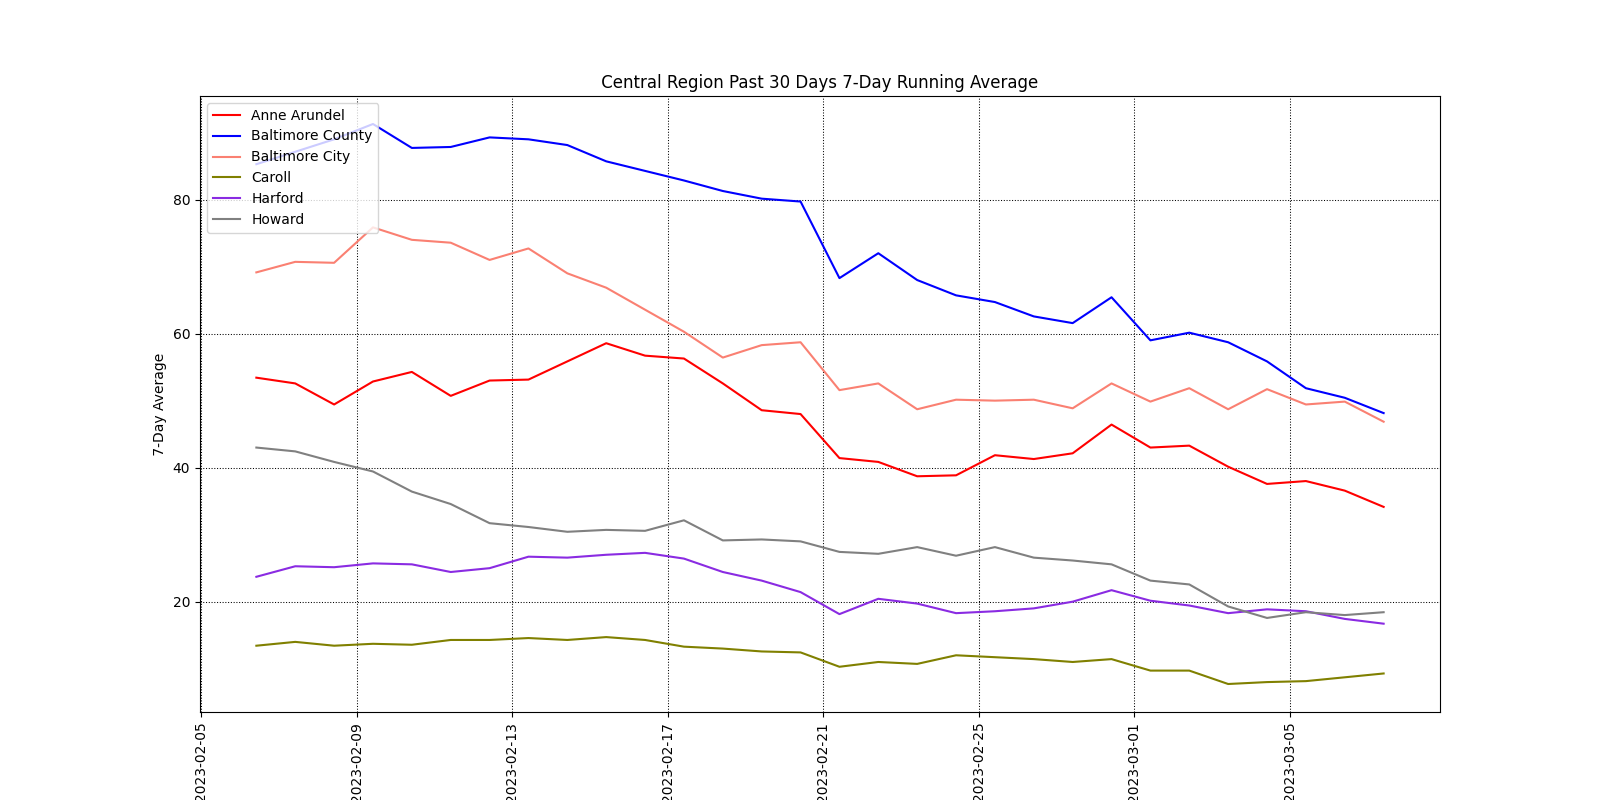 Central Region Past 30 Days 7-Day Running Average
Anne Arundel
Baltimore County
Baltimore City
Caroll
Harford
Howard
7-Day Average
80
60
40
20
2023-02-05
2023-02-09
2023-02-13
2023-02-17
2023-02-21
2023-02-25
2023-03-01
2023-03-05